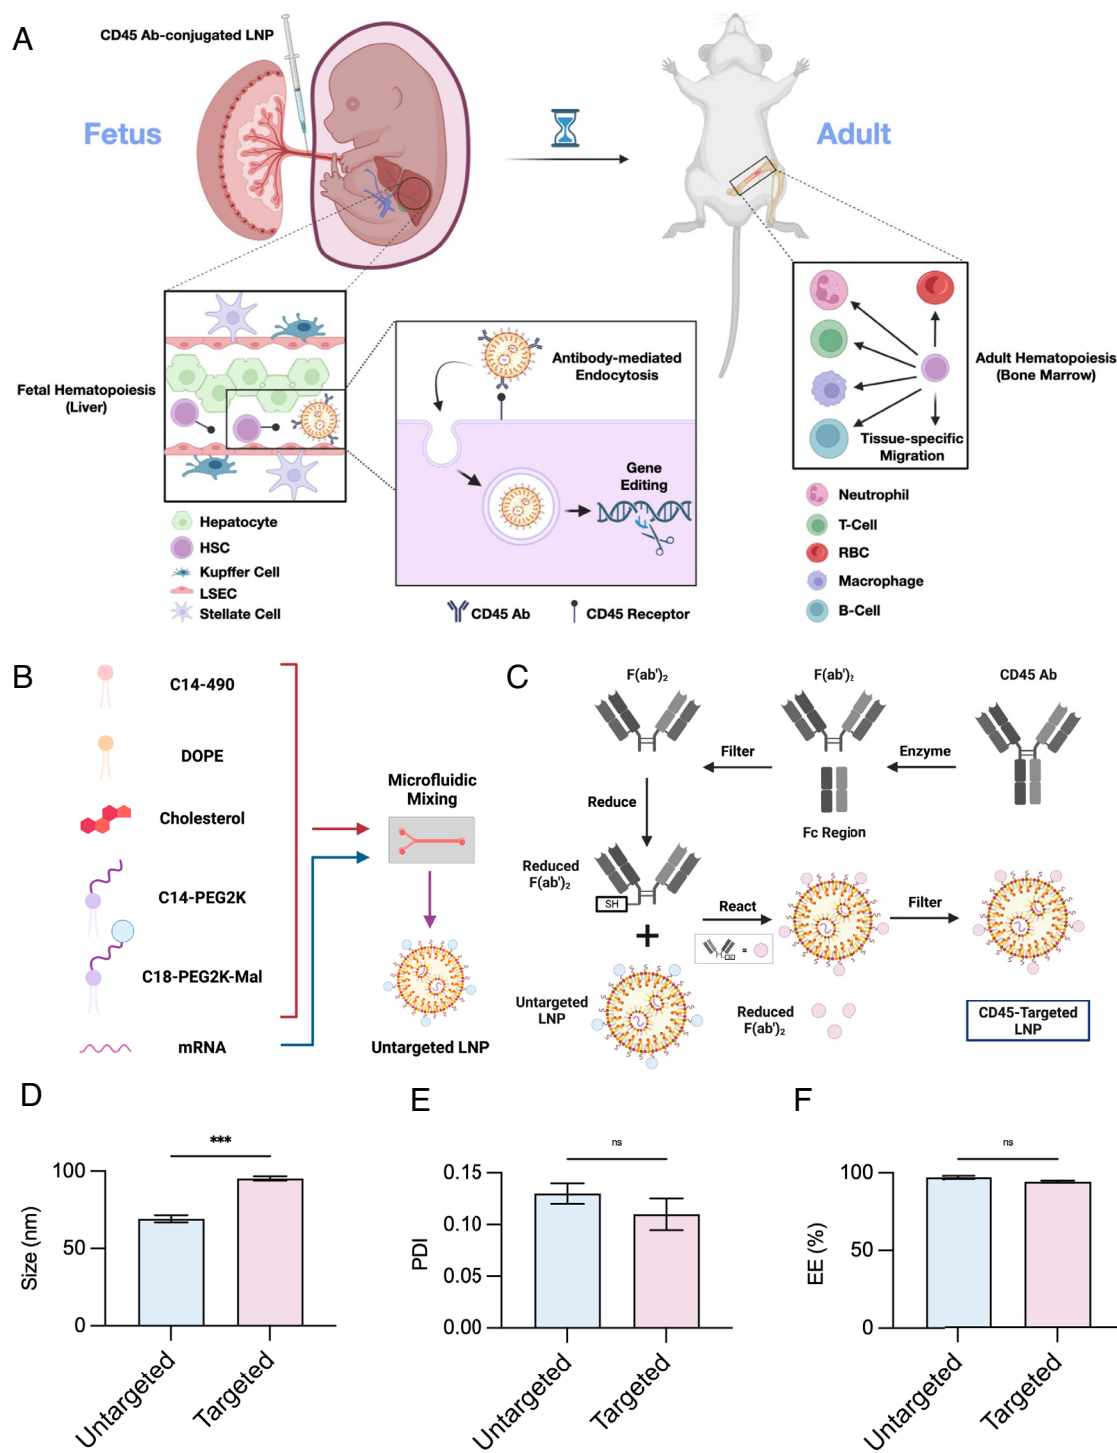 A
CD45 Ab-conjugated LNP
Fetus
Adult
Fetal Hematopoiesis
(Liver)
Antibody-mediated
Endocytosis
Gene
Editing
Adult Hematopoiesis
(Bone Marrow)
Tissue-specific
Migration
Hepatocyte
HSC
Kupffer Cell
LSEC
Stellate Cell
CD45 Ab
CD45 Receptor
Neutrophil
T-Cell
RBC
Macrophage
B-Cell
B
C14-490
DOPE
Cholesterol
C14-PEG2K
C18-PEG2K-Mal
mRNA
Microfluidic
Mixing
Untargeted LNP
C
F(ab')₂
F(ab')₂
CD45 Ab
Filter
Enzyme
Reduce
Fc Region
Reduced
F(ab')₂
SH
+
React
Filter
=
Untargeted
LNP
Reduced
F(ab')₂
CD45-Targeted
LNP
D
***
100
50
0
Size (nm)
Untargeted
Targeted
E
ns
0.15
0.10
0.05
0.00
PDI
Untargeted
Targeted
F
ns
100
50
0
EE (%)
Untargeted
Targeted